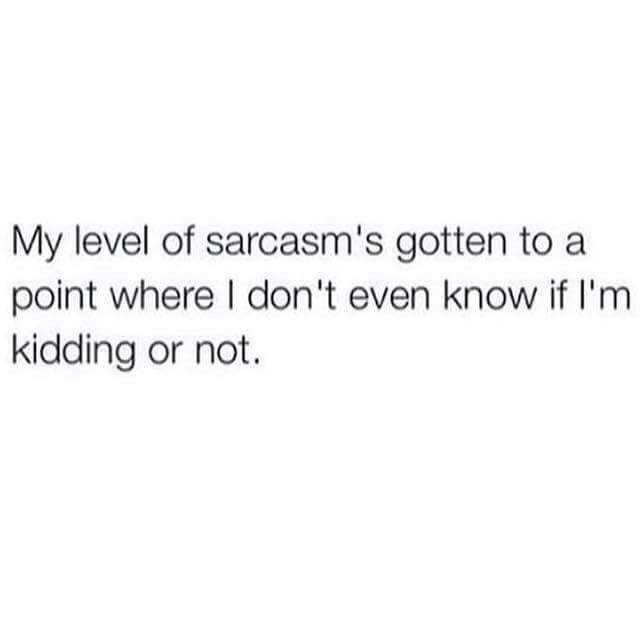 My level of sarcasm's gotten to a
point where I don't even know if I'm
kidding or not.